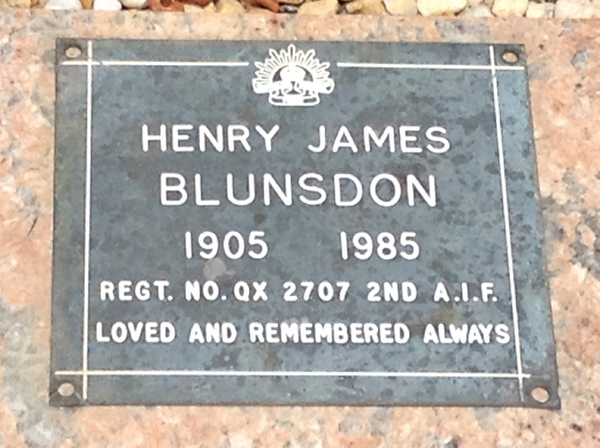 HENRY JAMES
BLUNSDON
1905 1985
REGT. NO. QX 2707 2ND A.I.F.
LOVED AND REMEMBERED ALWAYS